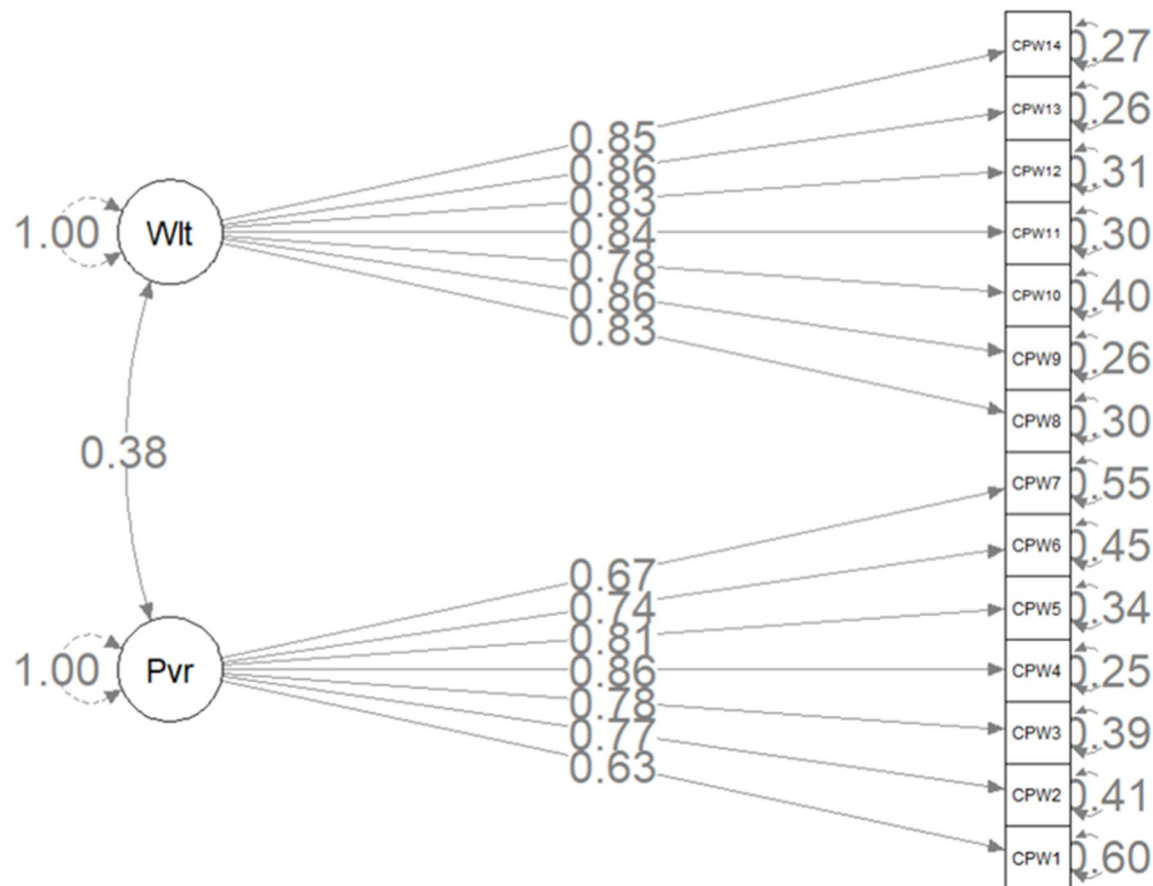 CPW14 0.27
0.85
CPW13 0.26
0.86
CPW12 0.31
0.83
1.00 Wlt
0.84
CPW11 0.30
0.78
CPW10 0.40
0.86
0.83
CPW9 0.26
CPW8 0.30
0.38
CPW7 0.55
CPW6 0.45
0.67
0.74
CPW5 0.34
0.81
1.00 Pvr
0.86
CPW4 0.25
0.78
CPW3 0.39
0.77
0.63
CPW2 0.41
CPW1 0.60